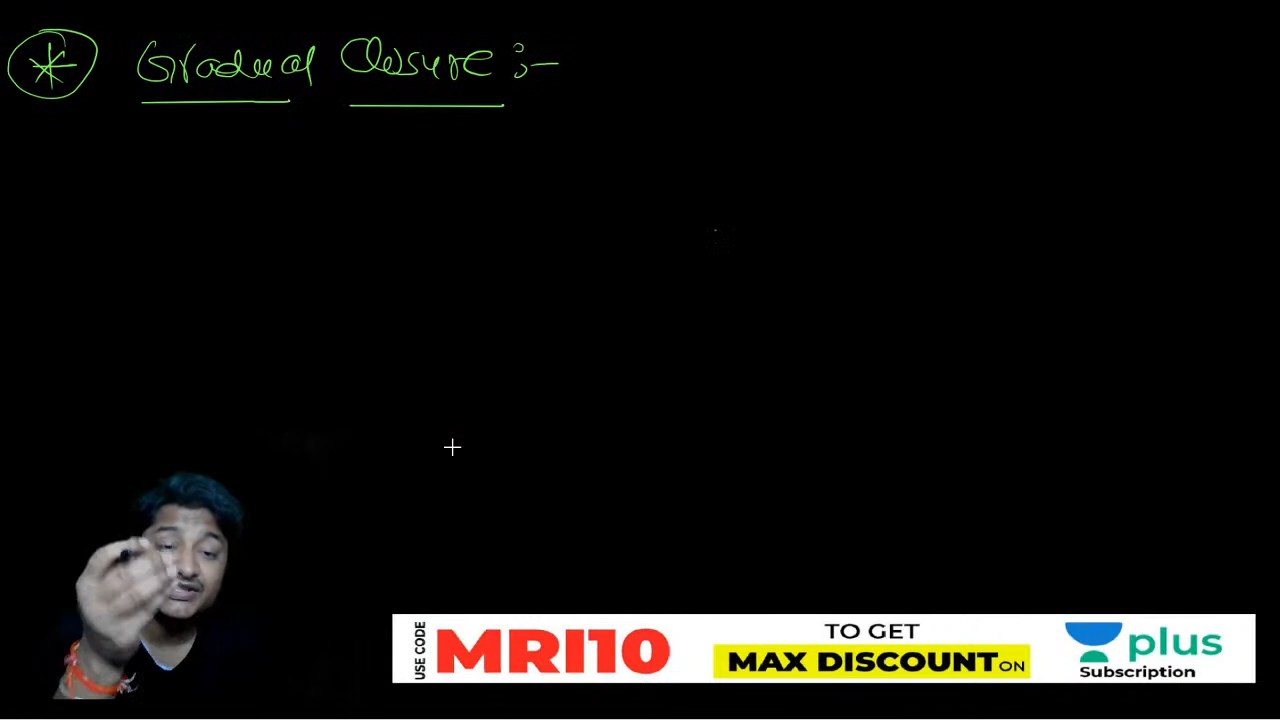 * Gradual Closure :-
USE CODE
MRI10
TO GET
MAX DISCOUNT ON
plus
Subscription